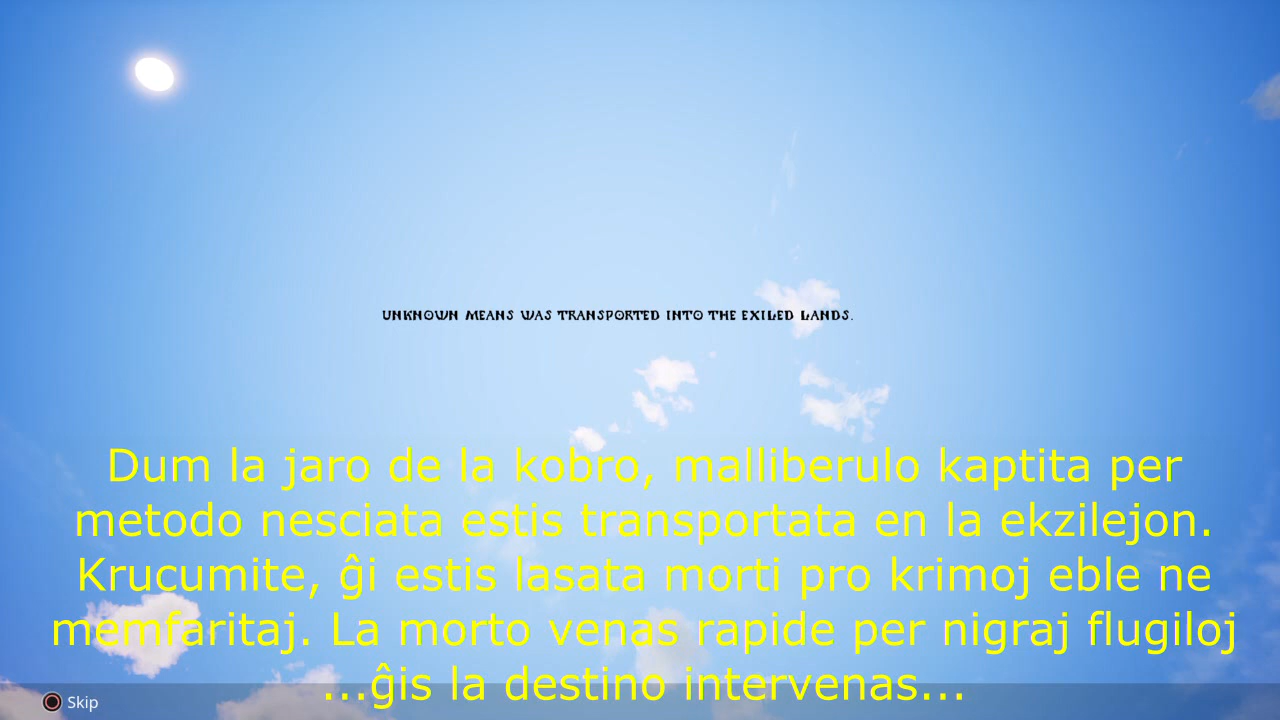 UNKNOWN MEANS WAS TRANSPORTED INTO THE EXILED LANDS.
Dum la jaro de la kobro, malliberulo kaptita per
metodo nesciata estis transportata en la ekzilejon.
Krucumite, ĝi estis lasata morti pro krimoj eble ne
memfaritaj. La morto venas rapide per nigraj flugiloj
...ĝis la destino intervenas...
Skip